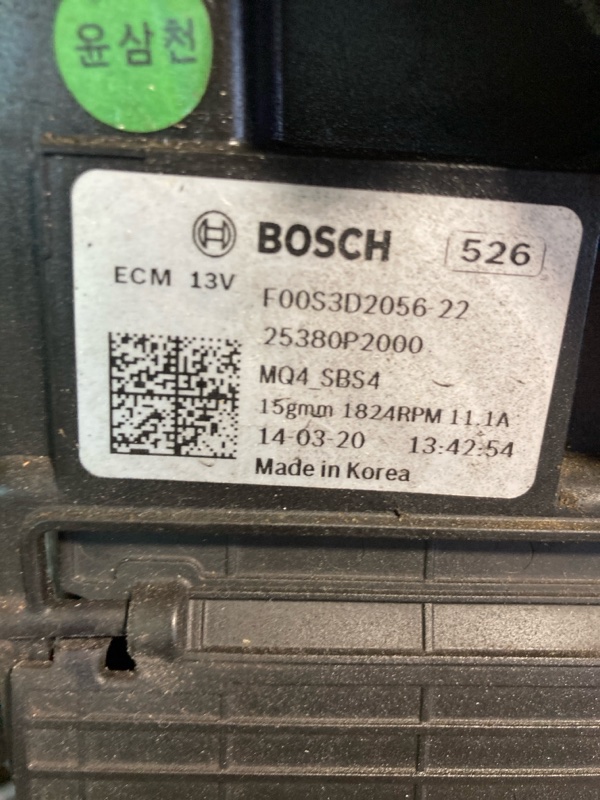 윤삼천
BOSCH 526
ECM 13V
F00S3D2056-22
25380P2000
MQ4_SBS4
15gmm 1824RPM 11.1A
14-03-20 13:42:54
Made in Korea